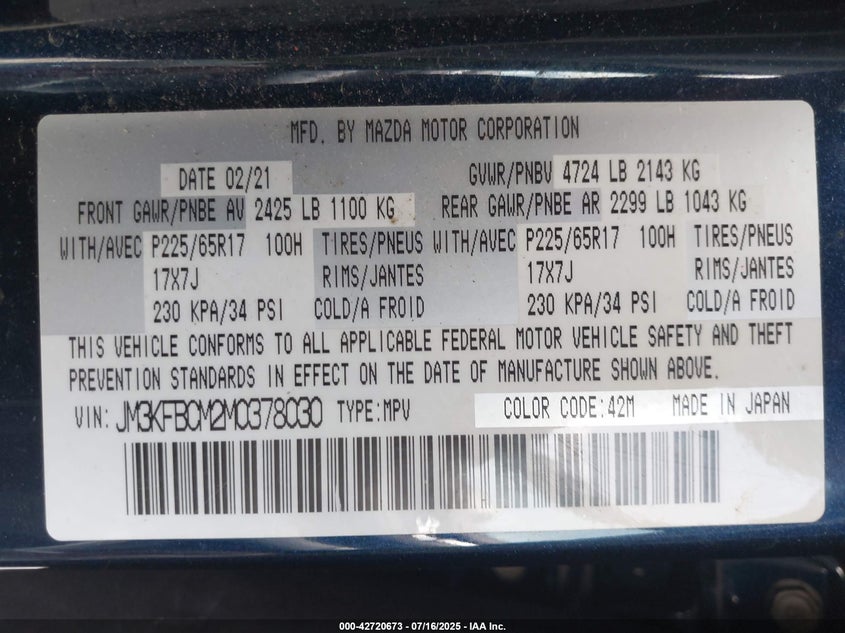 MFD. BY MAZDA MOTOR CORPORATION
DATE 02/21 GVWR/PNBV 4724 LB 2143 KG
FRONT GAWR/PNBE AV 2425 LB 1100 KG REAR GAWR/PNBE AR 2299 LB 1043 KG
WITH/AVEC P225/65R17 100H TIRES/PNEUS WITH/AVEC P225/65R17 100H TIRES/PNEUS
17X7J RIMS/JANTES 17X7J RIMS/JANTES
230 KPA/34 PSI COLD/A FROID 230 KPA/34 PSI COLD/A FROID
THIS VEHICLE CONFORMS TO ALL APPLICABLE FEDERAL MOTOR VEHICLE SAFETY AND THEFT
PREVENTION STANDARDS IN EFFECT ON THE DATE OF MANUFACTURE SHOWN ABOVE.
VIN: JM3KFBCM2M0378030 TYPE:MPV COLOR CODE:42M MADE IN JAPAN
000-42720673 - 07/16/2025 - IAA Inc.